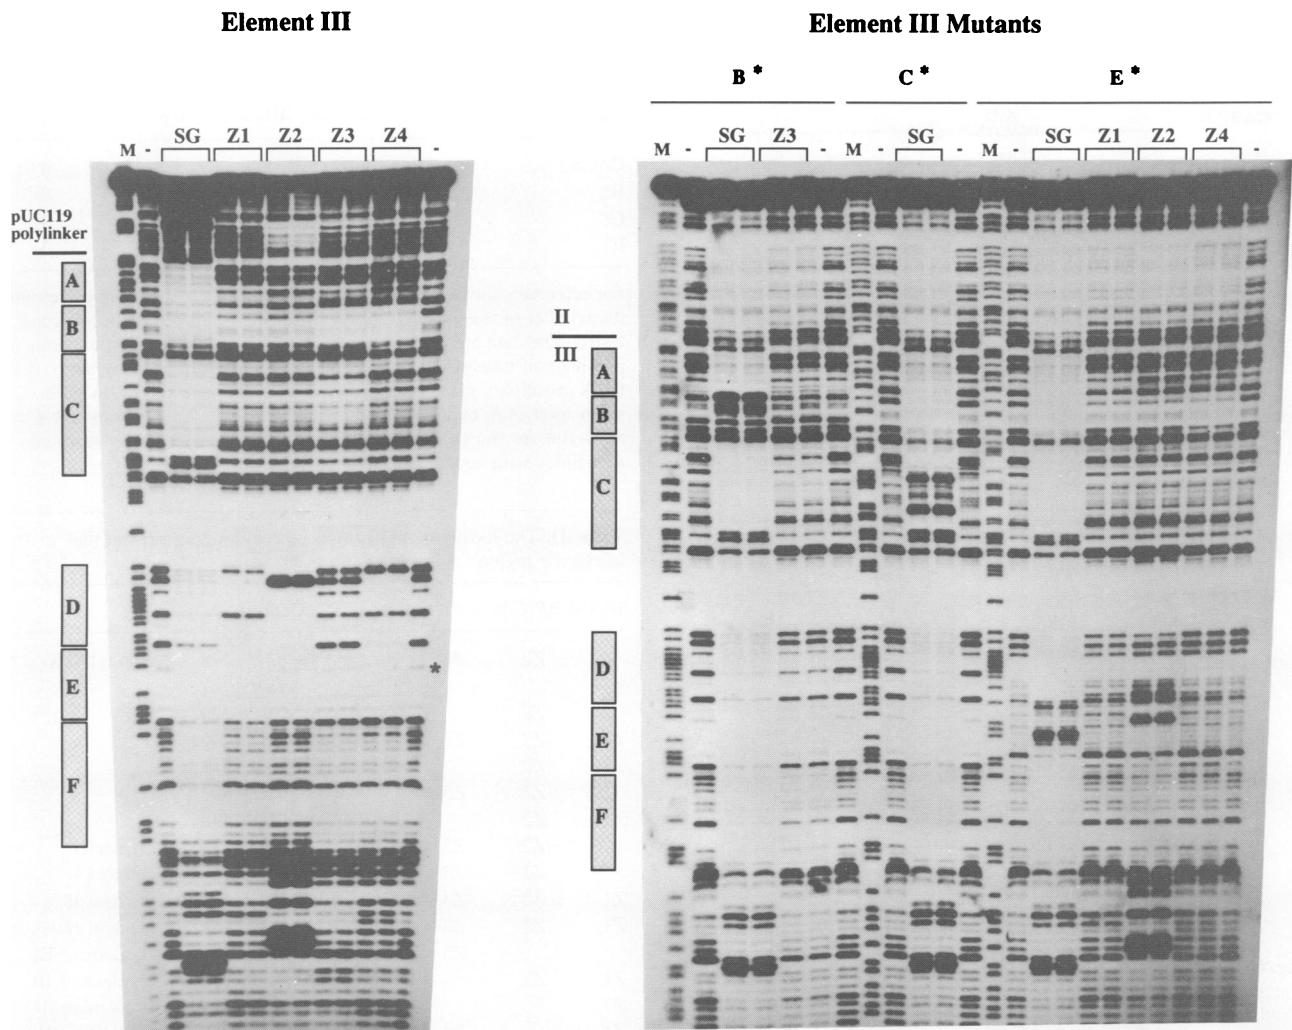 Element III
Element III Mutants
B *
C *
E *
M - SG Z1 Z2 Z3 Z4 -
M - SG Z3 - M - SG - M - SG Z1 Z2 Z4 -
pUC119
polylinker
A
B
C
D
E
F
*
II
III
A
B
C
D
E
F